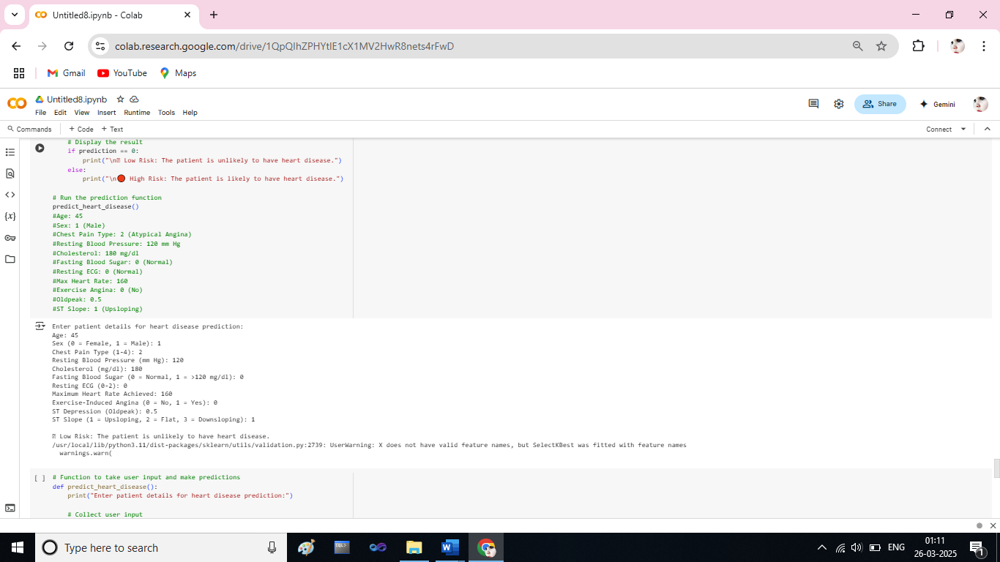 Untitled8.ipynb - Colab
colab.research.google.com/drive/1QpQlhZPHYtlE1cX1MV2HwR8nets4rFwD
Gmail YouTube Maps
Untitled8.ipynb
File Edit View Insert Runtime Tools Help
Share Gemini
Commands + Code + Text Connect
# Display the result
if prediction == 0:
print("\n Low Risk: The patient is unlikely to have heart disease.")
else:
print("\n🔴 High Risk: The patient is likely to have heart disease.")
# Run the prediction function
predict_heart_disease()
#Age: 45
#Sex: 1 (Male)
#Chest Pain Type: 2 (Atypical Angina)
#Resting Blood Pressure: 120 mm Hg
#Cholesterol: 180 mg/dl
#Fasting Blood Sugar: 0 (Normal)
#Resting ECG: 0 (Normal)
#Max Heart Rate: 160
#Exercise Angina: 0 (No)
#Oldpeak: 0.5
#ST Slope: 1 (Upsloping)
Enter patient details for heart disease prediction:
Age: 45
Sex (0 = Female, 1 = Male): 1
Chest Pain Type (1-4): 2
Resting Blood Pressure (mm Hg): 120
Cholesterol (mg/dl): 180
Fasting Blood Sugar (0 = Normal, 1 = >120 mg/dl): 0
Resting ECG (0-2): 0
Maximum Heart Rate Achieved: 160
Exercise-Induced Angina (0 = No, 1 = Yes): 0
ST Depression (Oldpeak): 0.5
ST Slope (1 = Upsloping, 2 = Flat, 3 = Downsloping): 1
Low Risk: The patient is unlikely to have heart disease.
/usr/local/lib/python3.11/dist-packages/sklearn/utils/validation.py:2739: UserWarning: X does not have valid feature names, but SelectKBest was fitted with feature names
warnings.warn(
[ ] # Function to take user input and make predictions
def predict_heart_disease():
print("Enter patient details for heart disease prediction:")
# Collect user input
Type here to search
ENG
01:11
26-03-2025
1